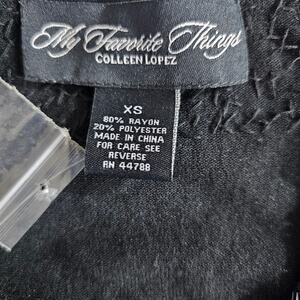 My Favorite Things
COLLEEN LOPEZ
XS
80% RAYON
20% POLYESTER
MADE IN CHINA
FOR CARE SEE
REVERSE
RN 44788